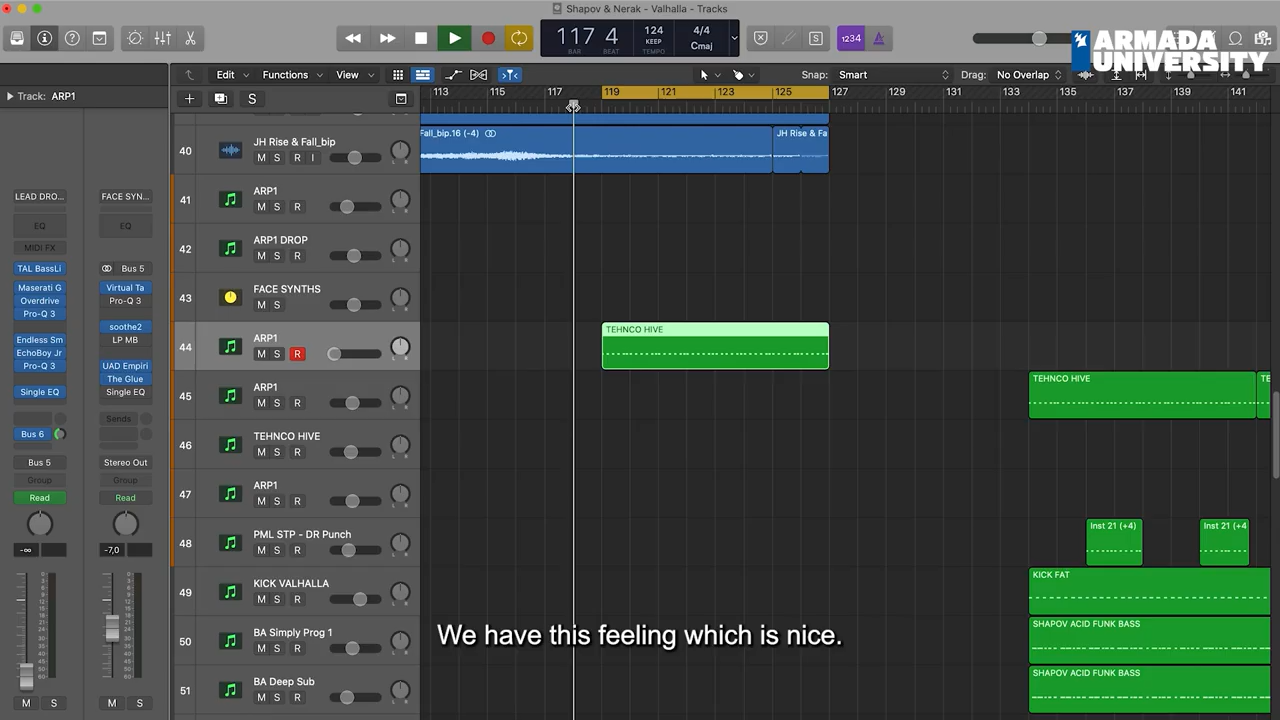 Shapov & Nerak - Valhalla - Tracks
117 4
BAR BEAT
124
KEEP
TEMPO
4/4
Cmaj
1234
ARMADA
UNIVERSITY
Track: ARP1
Edit
Functions
View
Snap: Smart
Drag: No Overlap
S
113 115 117 119 121 123 125 127 129 131 133 135 137 139 141
40
JH Rise & Fall_bip
M S R I
Fall_bip.16 (-4)
JH Rise & Fa
41
ARP1
M S R
42
ARP1 DROP
M S R
43
FACE SYNTHS
M S
44
ARP1
M S R
TEHNCO HIVE
45
ARP1
M S R
TEHNCO HIVE
TE
46
TEHNCO HIVE
M S R
47
ARP1
M S R
48
PML STP - DR Punch
M S R
Inst 21 (+4)
Inst 21 (+4
49
KICK VALHALLA
M S R
KICK FAT
50
BA Simply Prog 1
M S R
SHAPOV ACID FUNK BASS
51
BA Deep Sub
M S R
SHAPOV ACID FUNK BASS
LEAD DRO...
EQ
MIDI FX
TAL BassLi
Maserati G
Overdrive
Pro-Q 3
Endless Sm
EchoBoy Jr
Pro-Q 3
Single EQ
Bus 6
Bus 5
Group
Read
-∞
M S
FACE SYN...
EQ
Bus 5
Virtual Ta
Pro-Q 3
soothe2
LP MB
UAD Empiri
The Glue
Single EQ
Sends
Stereo Out
Group
Read
-7,0
M S
We have this feeling which is nice.